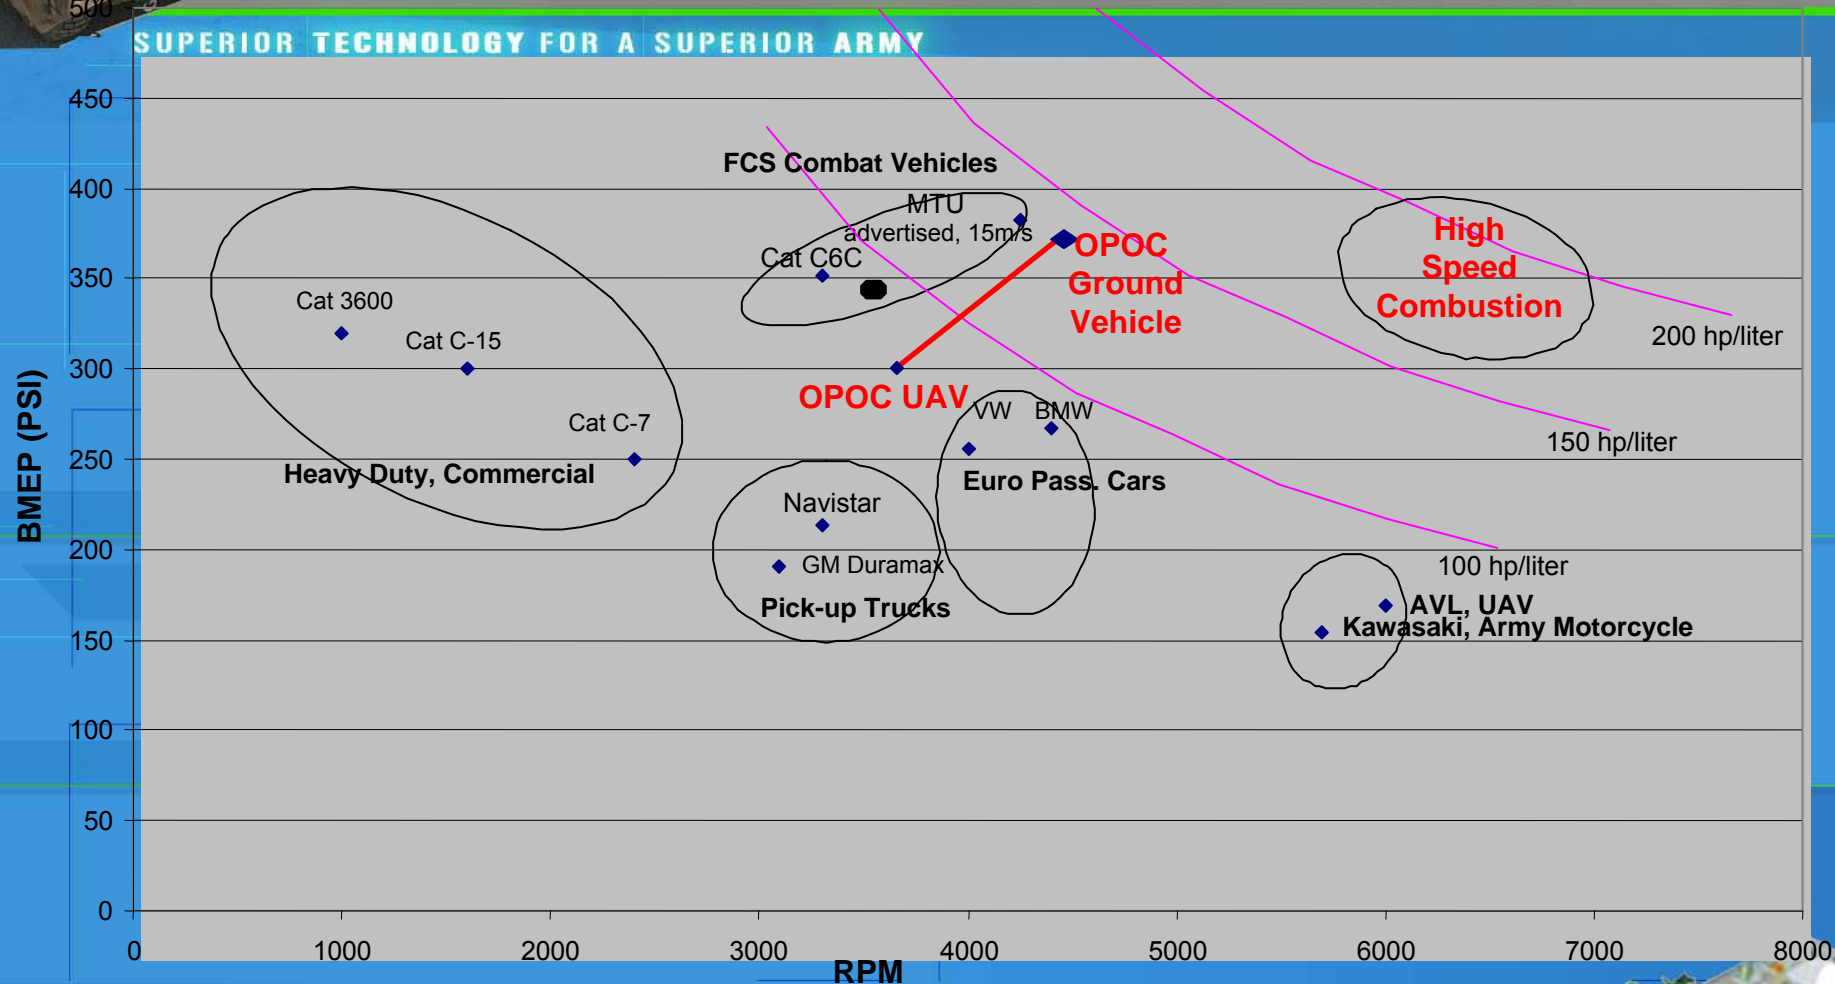 500
SUPERIOR TECHNOLOGY FOR A SUPERIOR ARMY
450
FCS Combat Vehicles
400
MTU
advertised, 15m/s
High
Speed
Combustion
OPOC
Ground
Vehicle
Cat C6C
350
Cat 3600
200 hp/liter
Cat C-15
300
OPOC UAV
VW
BMW
Cat C-7
150 hp/liter
250
Heavy Duty, Commercial
Euro Pass. Cars
Navistar
200
GM Duramax
100 hp/liter
Pick-up Trucks
AVL, UAV
Kawasaki, Army Motorcycle
150
100
50
0
BMEP (PSI)
0 1000 2000 3000 4000 5000 6000 7000 8000
RPM